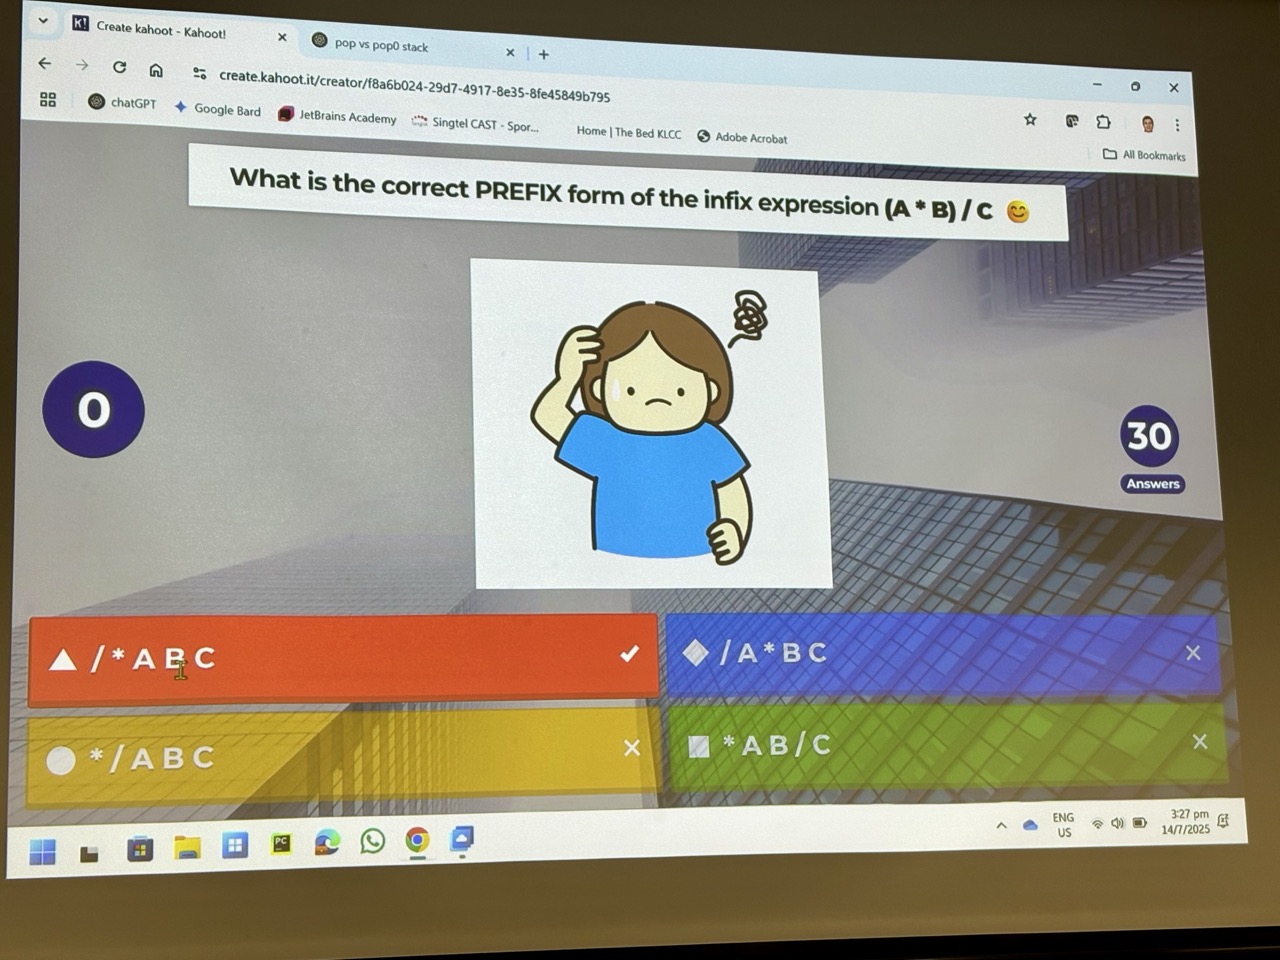 Create kahoot - Kahoot!
pop vs pop() stack
create.kahoot.it/creator/f8a6b024-29d7-4917-8e35-8fe45849b795
chatGPT
Google Bard
JetBrains Academy
Singtel CAST - Spor...
Home | The Bed KLCC
Adobe Acrobat
All Bookmarks
What is the correct PREFIX form of the infix expression (A * B) / C 😊
0
30
Answers
/ * A B C
/ A * B C
* / A B C
* A B / C
PC
ENG
US
3:27 pm
14/7/2025